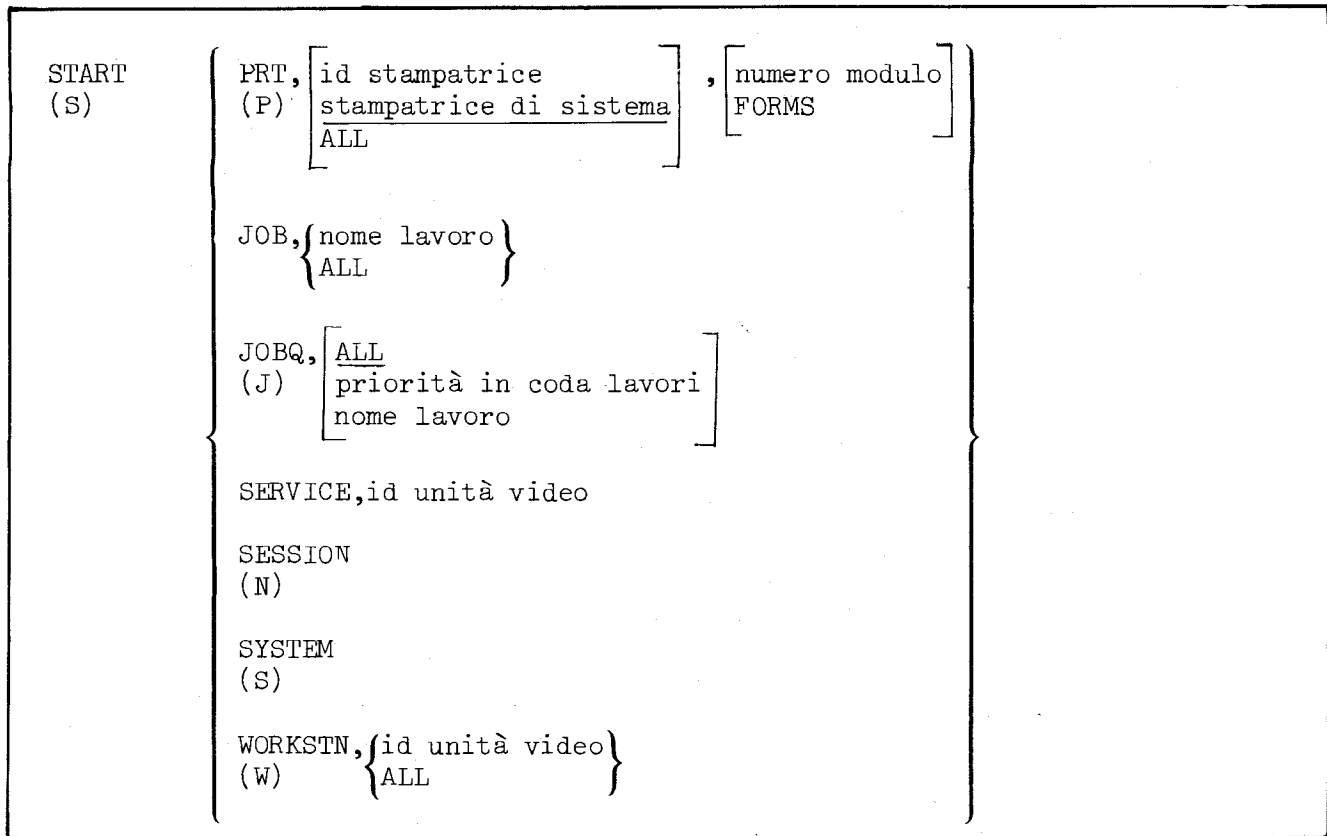 START PRT, id stampatrice , numero modulo
(S) (P) stampatrice di sistema FORMS
ALL
JOB, nome lavoro
ALL
JOBQ, ALL
(J) priorità in coda lavori
nome lavoro
SERVICE,id unità video
SESSION
(N)
SYSTEM
(S)
WORKSTN, id unità video
(W) ALL